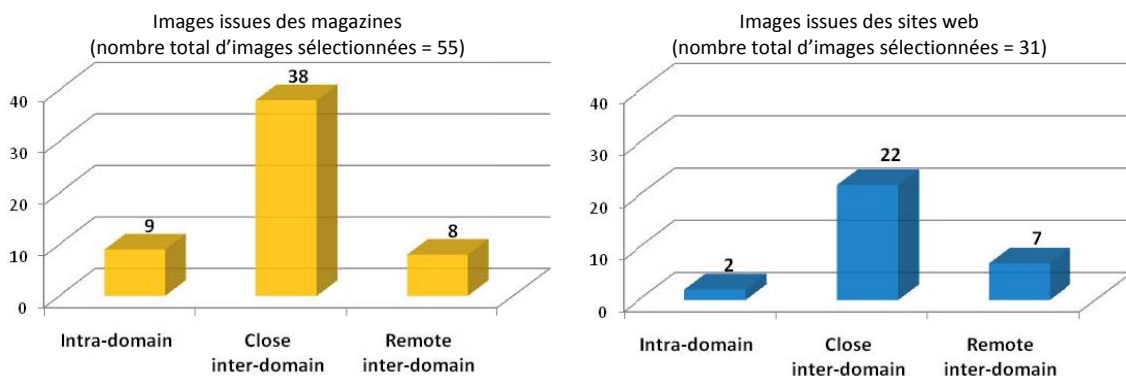 Images issues des magazines
(nombre total d’images sélectionnées = 55)
38
40
30
20
10
0
9
8
Intra-domain
Close
inter-domain
Remote
inter-domain
Images issues des sites web
(nombre total d’images sélectionnées = 31)
40
30
20
10
0
2
22
7
Intra-domain
Close
inter-domain
Remote
inter-domain